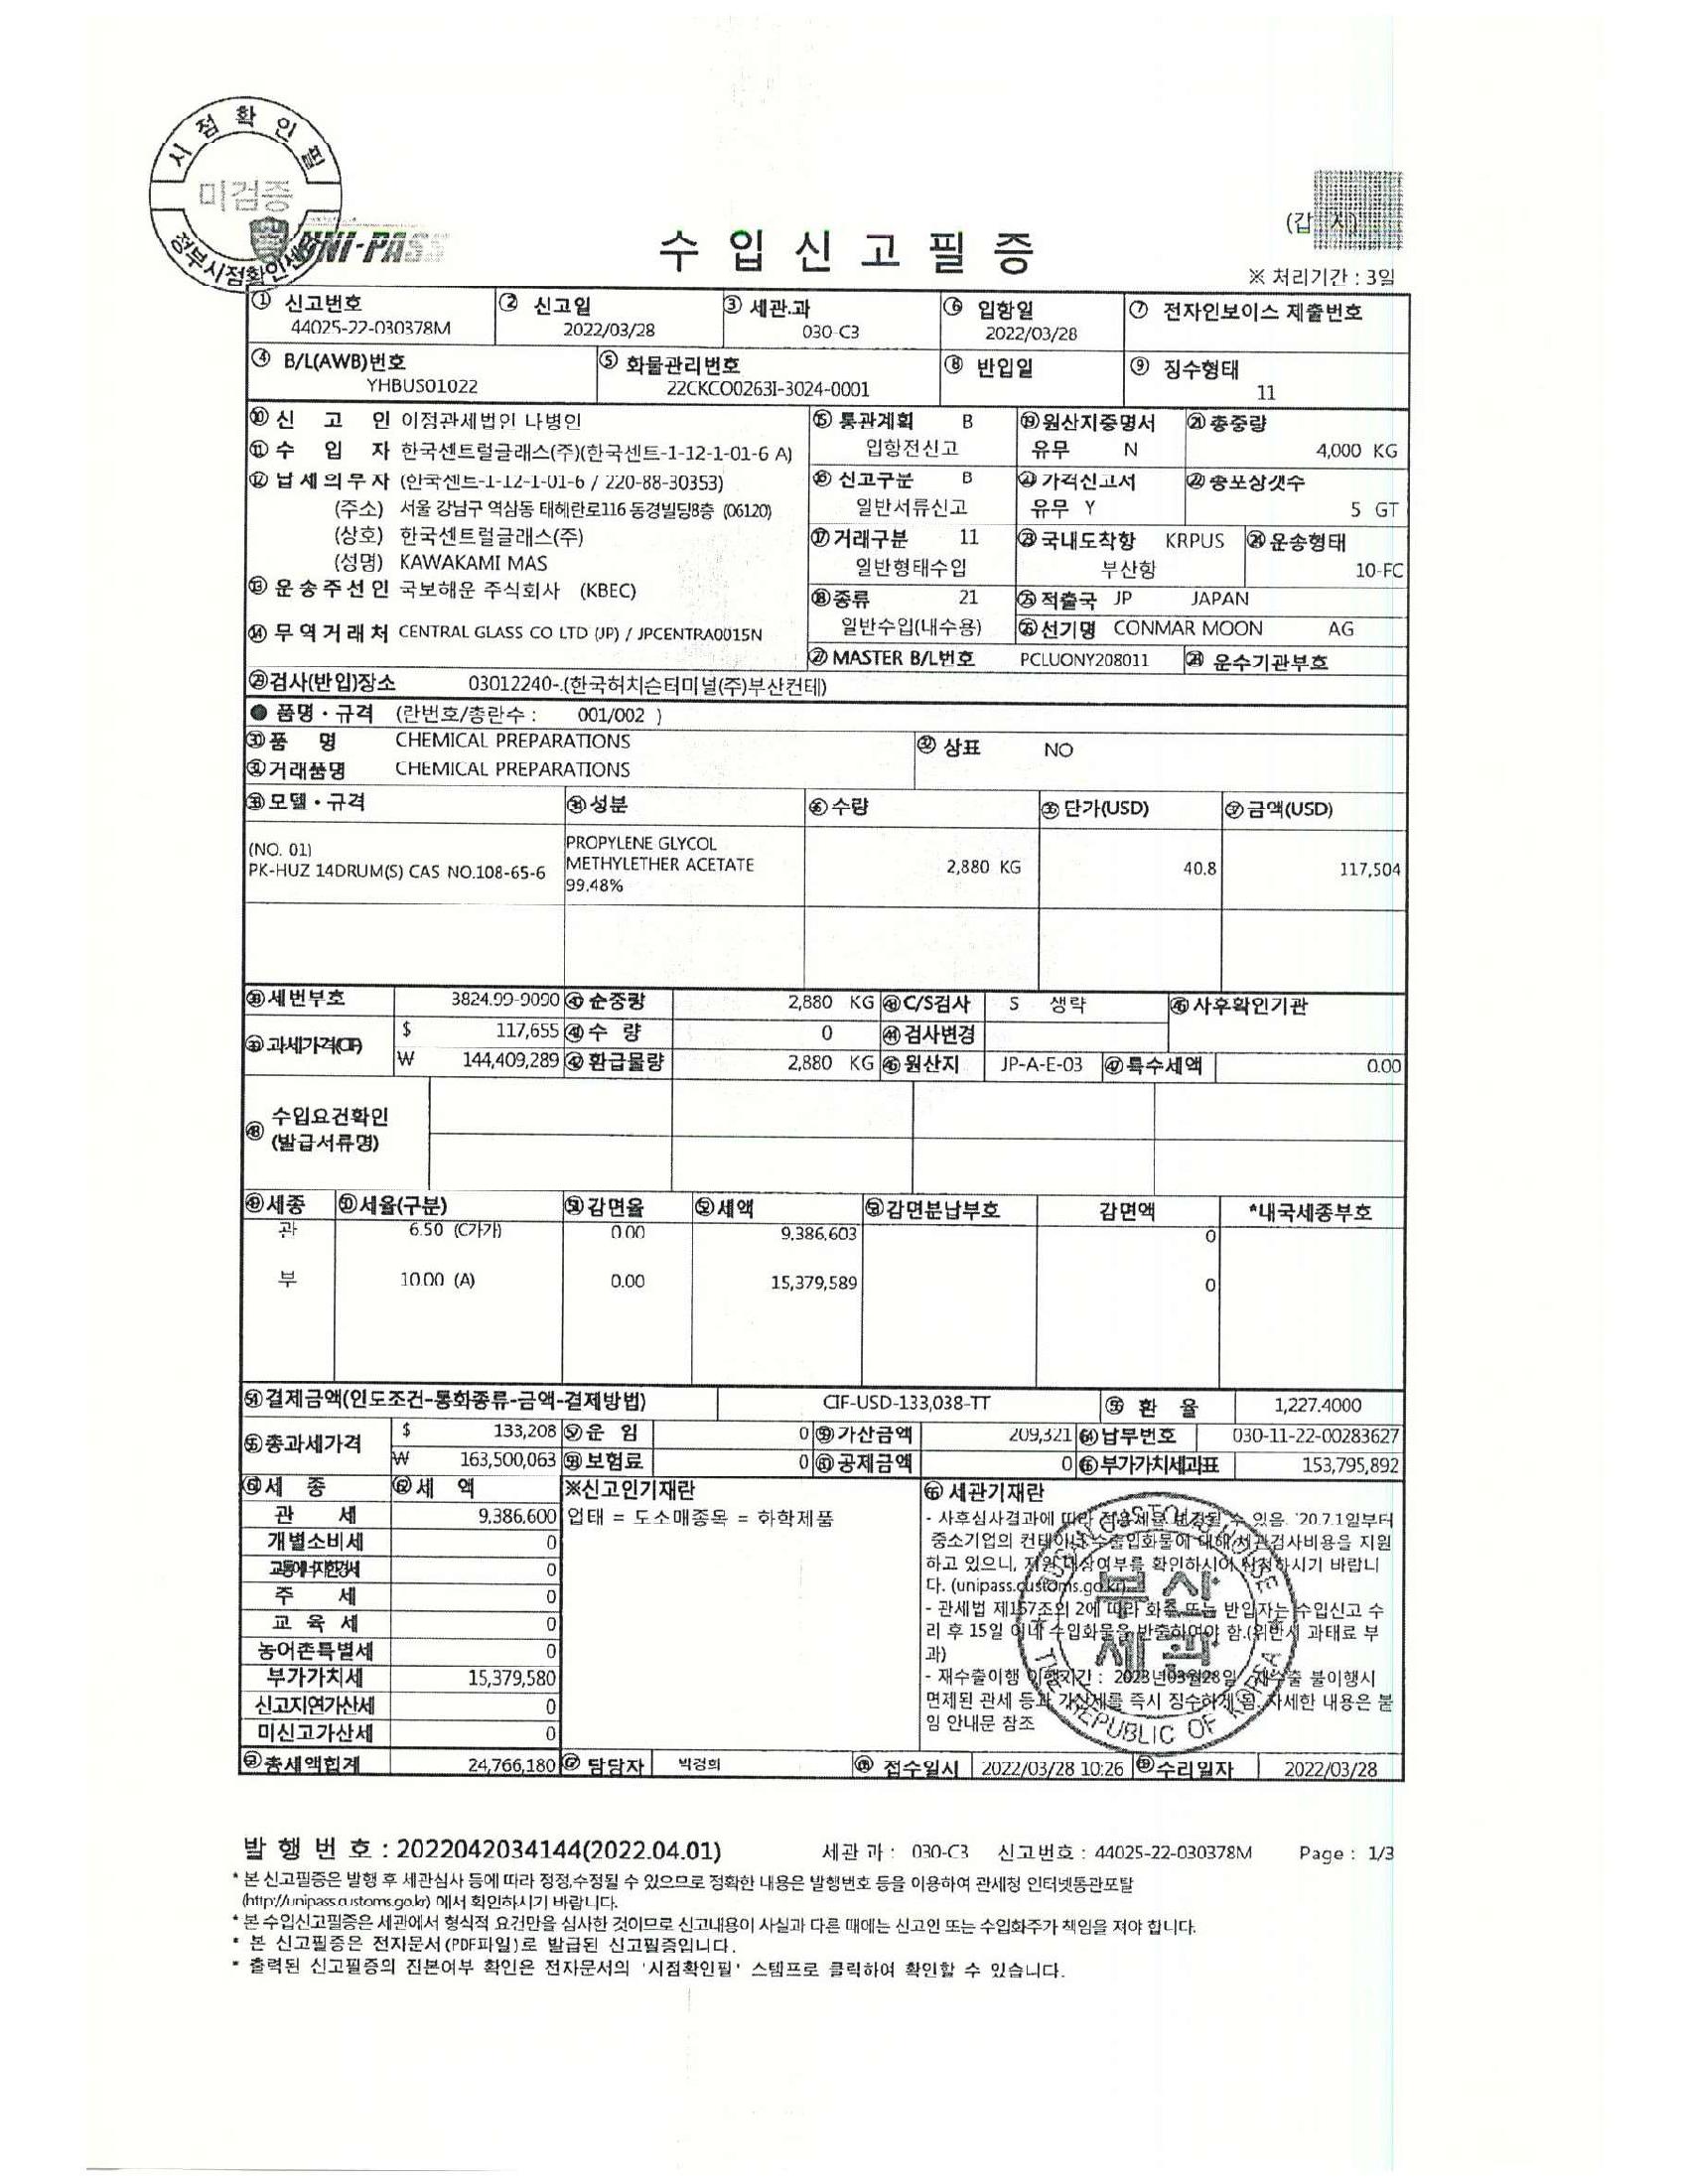 시점확인필
미검증
정부시점확인센
UNI-PASS
수 입 신 고 필 증
(갑 지)
※ 처리기간 : 3일
① 신고번호 ② 신고일 ③ 세관.과 ⑥ 입항일 ⑦ 전자인보이스 제출번호
44025-22-030378M 2022/03/28 030-C3 2022/03/28
④ B/L(AWB)번호 ⑤ 화물관리번호 ⑧ 반입일 ⑨ 징수형태
YHBUS01022 22CKCO0263I-3024-0001 11
⑩ 신 고 인 이정관세법인 나병인 ⑮ 통관계획 B ⑲ 원산지증명서 ㉑ 총중량
⑪ 수 입 자 한국센트럴글래스(주)(한국센트-1-12-1-01-6 A) 입항전신고 유무 N 4,000 KG
⑫ 납세의무자 (한국센트-1-12-1-01-6 / 220-88-30353) ⑯ 신고구분 B ⑳ 가격신고서 ㉒ 총포장갯수
(주소) 서울 강남구 역삼동 태헤란로116 동경빌딩8층 (06120) 일반서류신고 유무 Y 5 GT
(상호) 한국센트럴글래스(주) ⑰ 거래구분 11 ㉓ 국내도착항 KRPUS ㉔ 운송형태
(성명) KAWAKAMI MAS 일반형태수입 부산항 10-FC
⑬ 운송주선인 국보해운 주식회사 (KBEC) ⑱ 종류 21 ㉕ 적출국 JP JAPAN
⑭ 무역거래처 CENTRAL GLASS CO LTD (JP) / JPCENTRA0015N 일반수입(내수용) ㉖ 선기명 CONMAR MOON AG
㉗ MASTER B/L번호 PCLUONY208011 ㉘ 운수기관부호
㉙ 검사(반입)장소 03012240-.(한국허치슨터미널(주)부산컨테)
● 품명 · 규격 (란번호/총란수 : 001/002 )
㉚ 품 명 CHEMICAL PREPARATIONS ㉜ 상표 NO
㉛ 거래품명 CHEMICAL PREPARATIONS
㉝ 모델 · 규격 ㉞ 성분 ㉟ 수량 ㊱ 단가(USD) ㊲ 금액(USD)
(NO. 01) PROPYLENE GLYCOL
PK-HUZ 14DRUM(S) CAS NO.108-65-6 METHYLETHER ACETATE 2,880 KG 40.8 117,504
99.48%
㊳ 세번부호 3824.99-9090 ㊵ 순중량 2,880 KG ㊸ C/S검사 S 생략 ㊺ 사후확인기관
㊴ 과세가격(CIF) $ 117,655 ㊶ 수 량 0 ㊹ 검사변경
₩ 144,409,289 ㊷ 환급물량 2,880 KG ㊻ 원산지 JP-A-E-03 ㊼ 특수세액 0.00
㊽ 수입요건확인
(발급서류명)
㊾ 세종 ㊿ 세율(구분) 감면율 세액 감면분납부호 감면액 *내국세종부호
관 6.50 (C가가) 0.00 9,386,603 0
부 10.00 (A) 0.00 15,379,589 0
결제금액(인도조건-통화종류-금액-결제방법) CIF-USD-133,038-TT 환 율 1,227.4000
총과세가격 $ 133,208 운 임 0 가산금액 209,321 납부번호 030-11-22-00283627
₩ 163,500,063 보험료 0 공제금액 0 부가가치세과표 153,795,892
세 종 세 액 ※신고인기재란 세관기재란
관 세 9,386,600 업태 = 도소매종목 = 화학제품
개별소비세 0
교통에너지환경세 0
주 세 0
교 육 세 0
농어촌특별세 0
부가가치세 15,379,580
신고지연가산세 0
미신고가산세 0
- 사후심사결과에 따라 적용세율 변경될 수 있음. '20.7.1일부터
중소기업의 컨테이너 수출입화물에 대해 세관검사비용을 지원
하고 있으니, 지원 대상여부를 확인하시어 신청하시기 바랍니
다. (unipass.customs.go.kr)
- 관세법 제157조의 2에 따라 화주 또는 반입자는 수입신고 수
리 후 15일 이내 수입화물을 반출하여야 함.(위반시 과태료 부
과)
- 재수출이행 이행기간 : 2023년03월28일/ 재수출 불이행시
면제된 관세 등과 가산세를 즉시 징수하게 됨. 자세한 내용은 붙
임 안내문 참조
BUSAN CUSTOMS HOUSE
부산
세관
THE REPUBLIC OF KOREA
총세액합계 24,766,180 담당자 박경희 접수일시 2022/03/28 10:26 수리일자 2022/03/28
발 행 번 호 : 2022042034144(2022.04.01) 세관 과 : 030-C3 신고번호 : 44025-22-030378M Page : 1/3
* 본 신고필증은 발행 후 세관심사 등에 따라 정정,수정될 수 있으므로 정확한 내용은 발행번호 등을 이용하여 관세청 인터넷통관포탈
(http://unipass.customs.go.kr) 에서 확인하시기 바랍니다.
* 본 수입신고필증은 세관에서 형식적 요건만을 심사한 것이므로 신고내용이 사실과 다른 때에는 신고인 또는 수입화주가 책임을 져야 합니다.
* 본 신고필증은 전자문서(PDF파일)로 발급된 신고필증입니다.
* 출력된 신고필증의 진본여부 확인은 전자문서의 '시점확인필' 스템프로 클릭하여 확인할 수 있습니다.